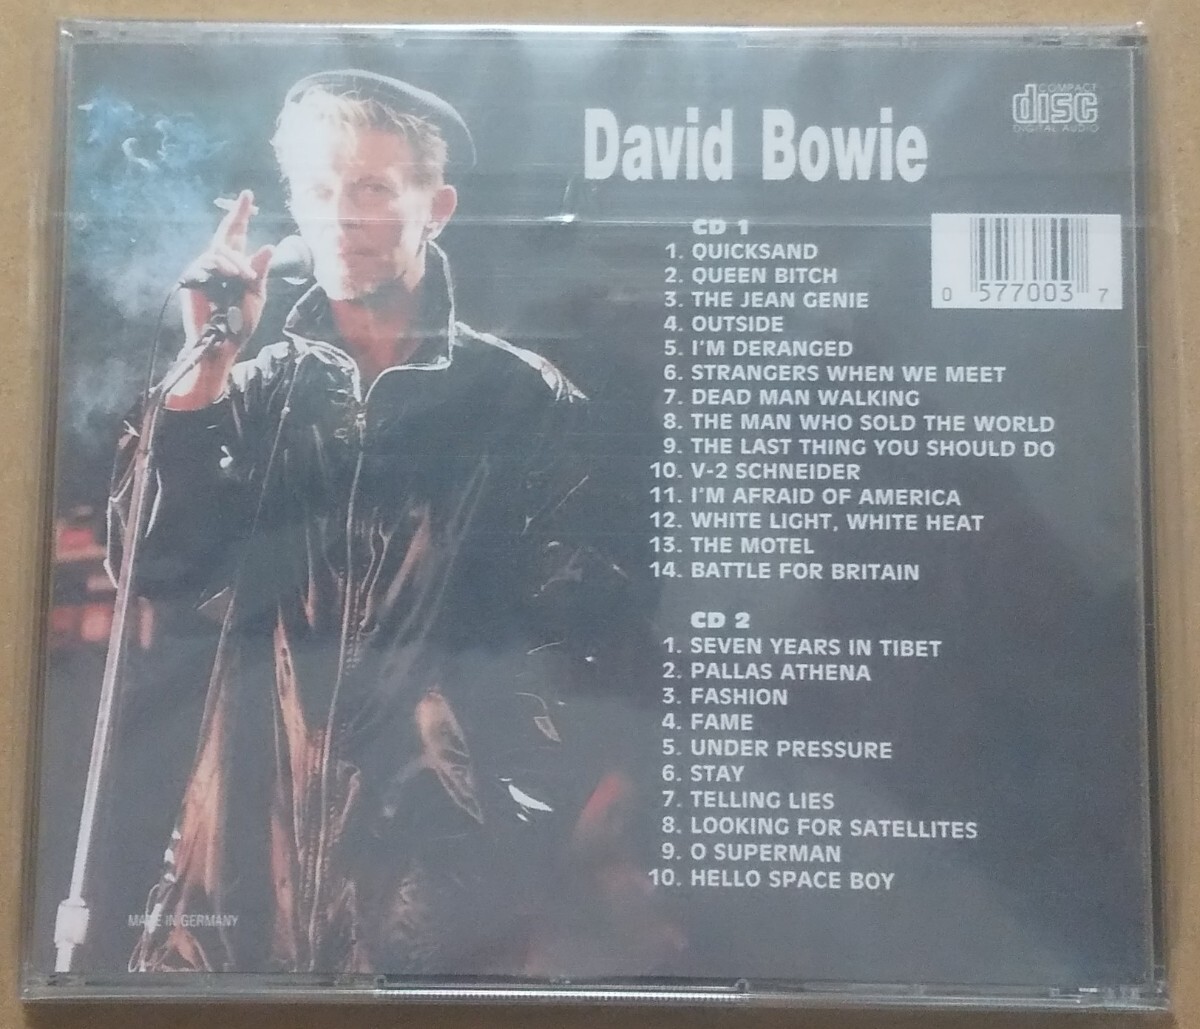 David Bowie
COMPACT
disc
DIGITAL AUDIO
0 577003 7
CD 1
1. QUICKSAND
2. QUEEN BITCH
3. THE JEAN GENIE
4. OUTSIDE
5. I'M DERANGED
6. STRANGERS WHEN WE MEET
7. DEAD MAN WALKING
8. THE MAN WHO SOLD THE WORLD
9. THE LAST THING YOU SHOULD DO
10. V-2 SCHNEIDER
11. I'M AFRAID OF AMERICA
12. WHITE LIGHT, WHITE HEAT
13. THE MOTEL
14. BATTLE FOR BRITAIN
CD 2
1. SEVEN YEARS IN TIBET
2. PALLAS ATHENA
3. FASHION
4. FAME
5. UNDER PRESSURE
6. STAY
7. TELLING LIES
8. LOOKING FOR SATELLITES
9. O SUPERMAN
10. HELLO SPACE BOY
MADE IN GERMANY